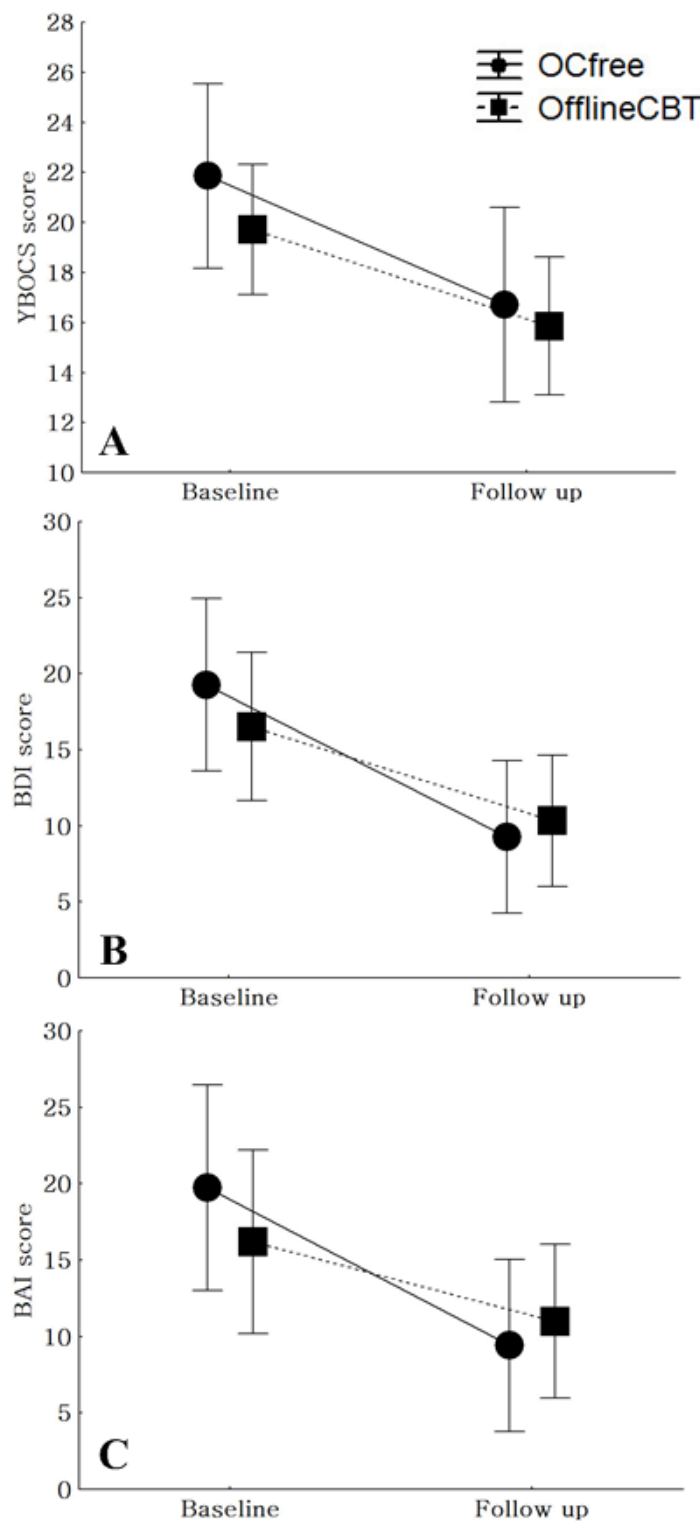 28
26
24
22
20
18
16
14
12
10
YBOCS score
OCfree
OfflineCBT
A
Baseline Follow up
30
25
20
15
10
5
0
BDI score
B
Baseline Follow up
30
25
20
15
10
5
0
BAI score
C
Baseline Follow up